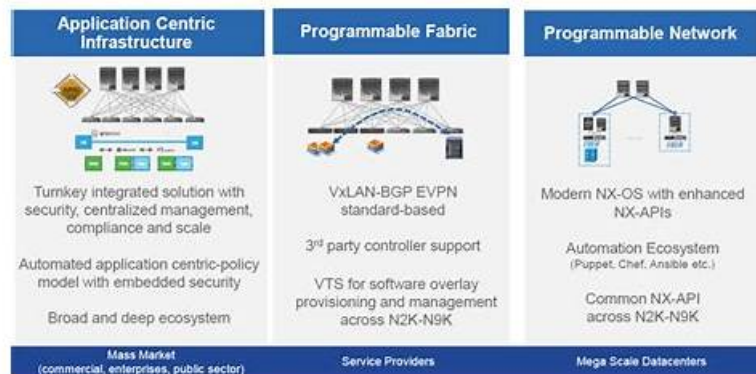 Application Centric
Infrastructure
Turnkey integrated solution with
security, centralized management,
compliance and scale
Automated application centric-policy
model with embedded security
Broad and deep ecosystem
Mass Market
(commercial, enterprises, public sector)
Programmable Fabric
VxLAN-BGP EVPN
standard-based
3rd party controller support
VTS for software overlay
provisioning and management
across N2K-N9K
Service Providers
Programmable Network
Modern NX-OS with enhanced
NX-APIs
Automation Ecosystem
(Puppet, Chef, Ansible etc.)
Common NX-API
across N2K-N9K
Mega Scale Datacenters